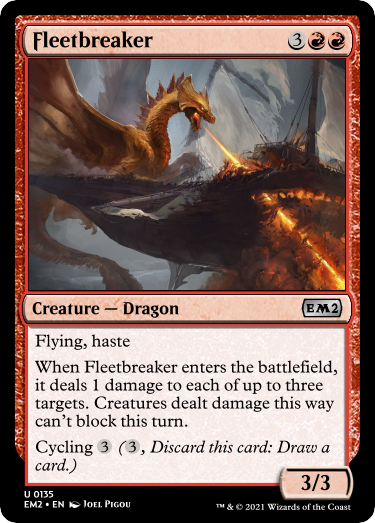 Fleetbreaker 3
Creature — Dragon EM2
Flying, haste
When Fleetbreaker enters the battlefield,
it deals 1 damage to each of up to three
targets. Creatures dealt damage this way
can't block this turn.
Cycling 3 (3, Discard this card: Draw a
card.)
3/3
U 0135
EM2 • EN Joel Pigou
™ & © 2021 Wizards of the Coast